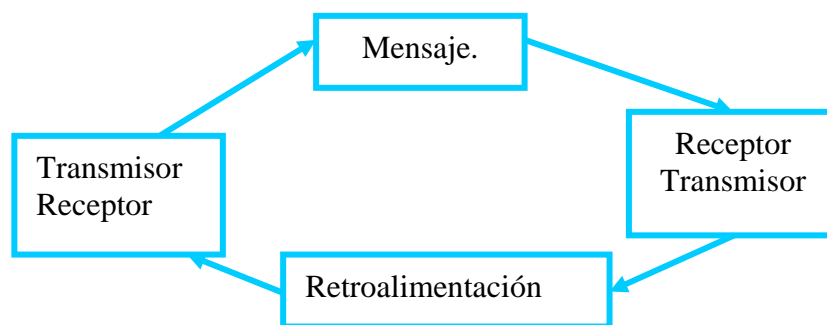 Mensaje.
Transmisor
Receptor
Receptor
Transmisor
Retroalimentación